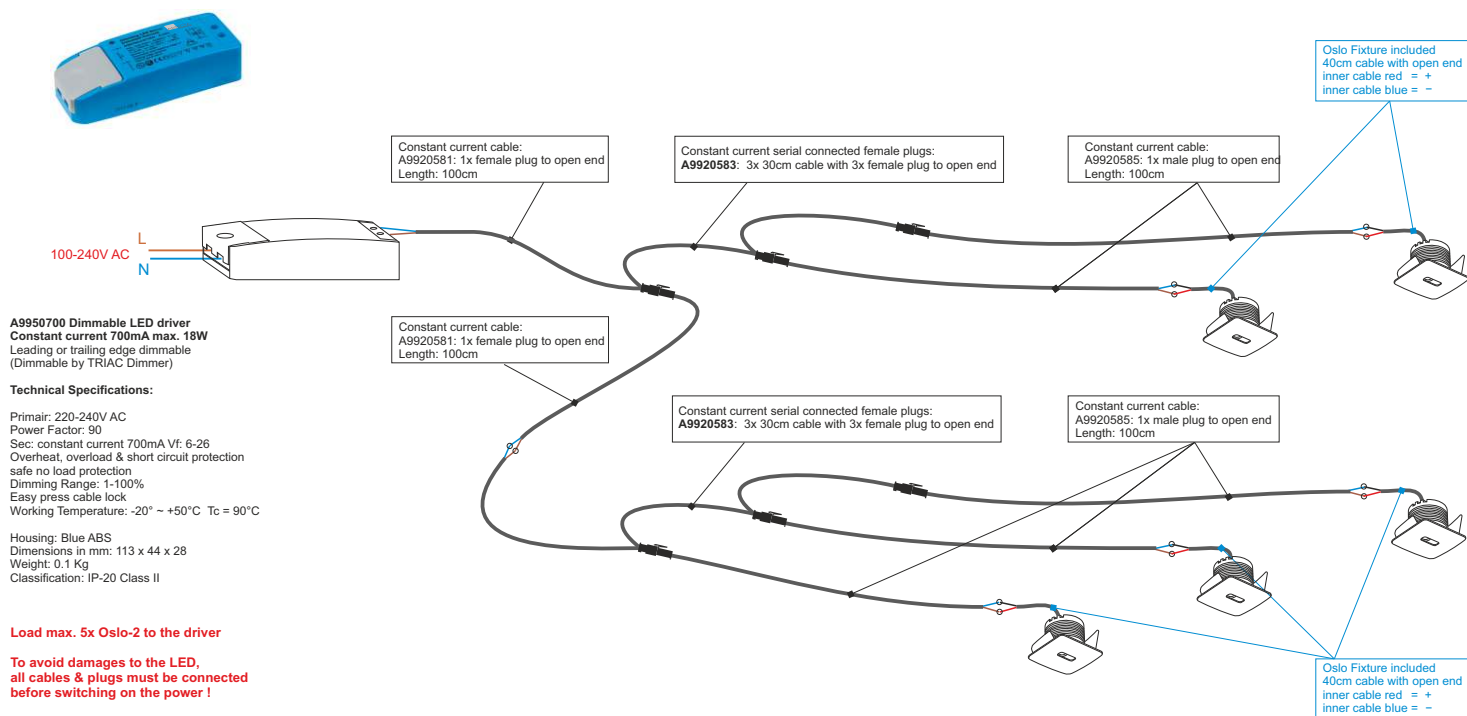 Oslo Fixture included
40cm cable with open end
inner cable red = +
inner cable blue = −
Constant current cable:
A9920581: 1x female plug to open end
Length: 100cm
Constant current serial connected female plugs:
A9920583: 3x 30cm cable with 3x female plug to open end
Constant current cable:
A9920585: 1x male plug to open end
Length: 100cm
100-240V AC
L
N
A9950700 Dimmable LED driver
Constant current 700mA max. 18W
Leading or trailing edge dimmable
(Dimmable by TRIAC Dimmer)
Technical Specifications:
Primair: 220-240V AC
Power Factor: 90
Sec: constant current 700mA Vf: 6-26
Overheat, overload & short circuit protection
safe no load protection
Dimming Range: 1-100%
Easy press cable lock
Working Temperature: -20° ~ +50°C Tc = 90°C
Housing: Blue ABS
Dimensions in mm: 113 x 44 x 28
Weight: 0.1 Kg
Classification: IP-20 Class II
Load max. 5x Oslo-2 to the driver
To avoid damages to the LED,
all cables & plugs must be connected
before switching on the power !
Constant current cable:
A9920581: 1x female plug to open end
Length: 100cm
Constant current serial connected female plugs:
A9920583: 3x 30cm cable with 3x female plug to open end
Constant current cable:
A9920585: 1x male plug to open end
Length: 100cm
Oslo Fixture included
40cm cable with open end
inner cable red = +
inner cable blue = −